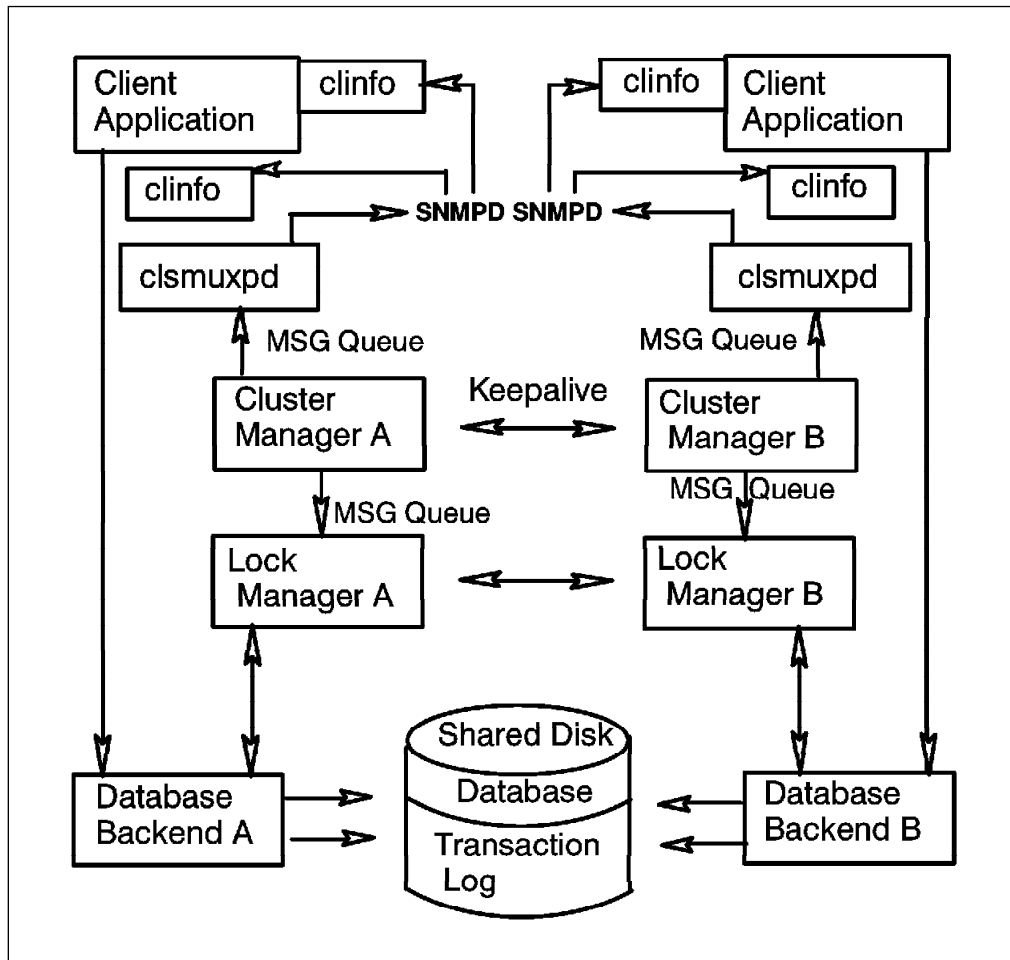 Client
Application
clinfo
clinfo
Client
Application
clinfo
clinfo
SNMPD SNMPD
clsmuxpd
clsmuxpd
MSG Queue
MSG Queue
Cluster
Manager A
Keepalive
Cluster
Manager B
MSG Queue
MSG Queue
Lock
Manager A
Lock
Manager B
Shared Disk
Database
Transaction
Log
Database
Backend A
Database
Backend B